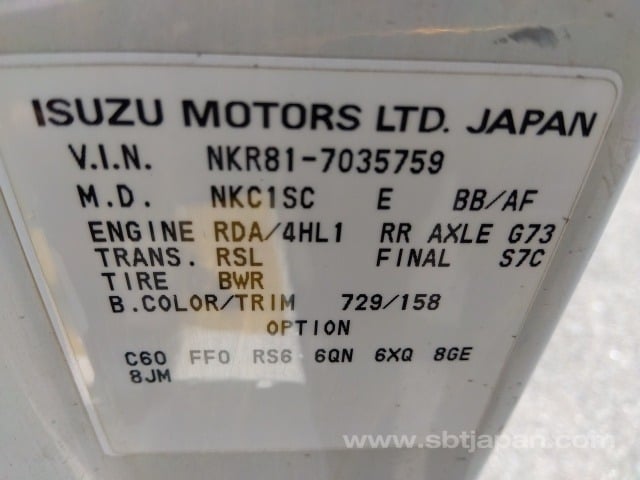 ISUZU MOTORS LTD. JAPAN
V.I.N. NKR81-7035759
M.D. NKC1SC E BB/AF
ENGINE RDA/4HL1 RR AXLE G73
TRANS. RSL FINAL S7C
TIRE BWR
B.COLOR/TRIM 729/158
OPTION
C60 FF0 RS6 6QN 6XQ 8GE
8JM
www.sbtjapan.com